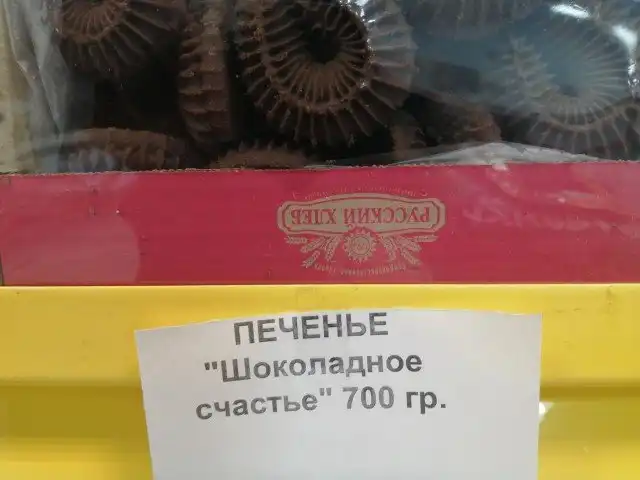 РУССКИЙ ХЛЕБ
ПЕЧЕНЬЕ
"Шоколадное
счастье" 700 гр.